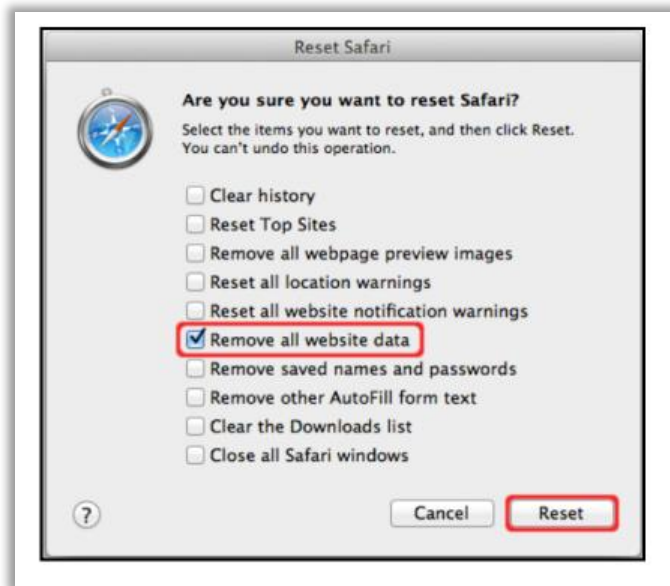 Reset Safari
Are you sure you want to reset Safari?
Select the items you want to reset, and then click Reset.
You can't undo this operation.
Clear history
Reset Top Sites
Remove all webpage preview images
Reset all location warnings
Reset all website notification warnings
Remove all website data
Remove saved names and passwords
Remove other AutoFill form text
Clear the Downloads list
Close all Safari windows
?
Cancel
Reset